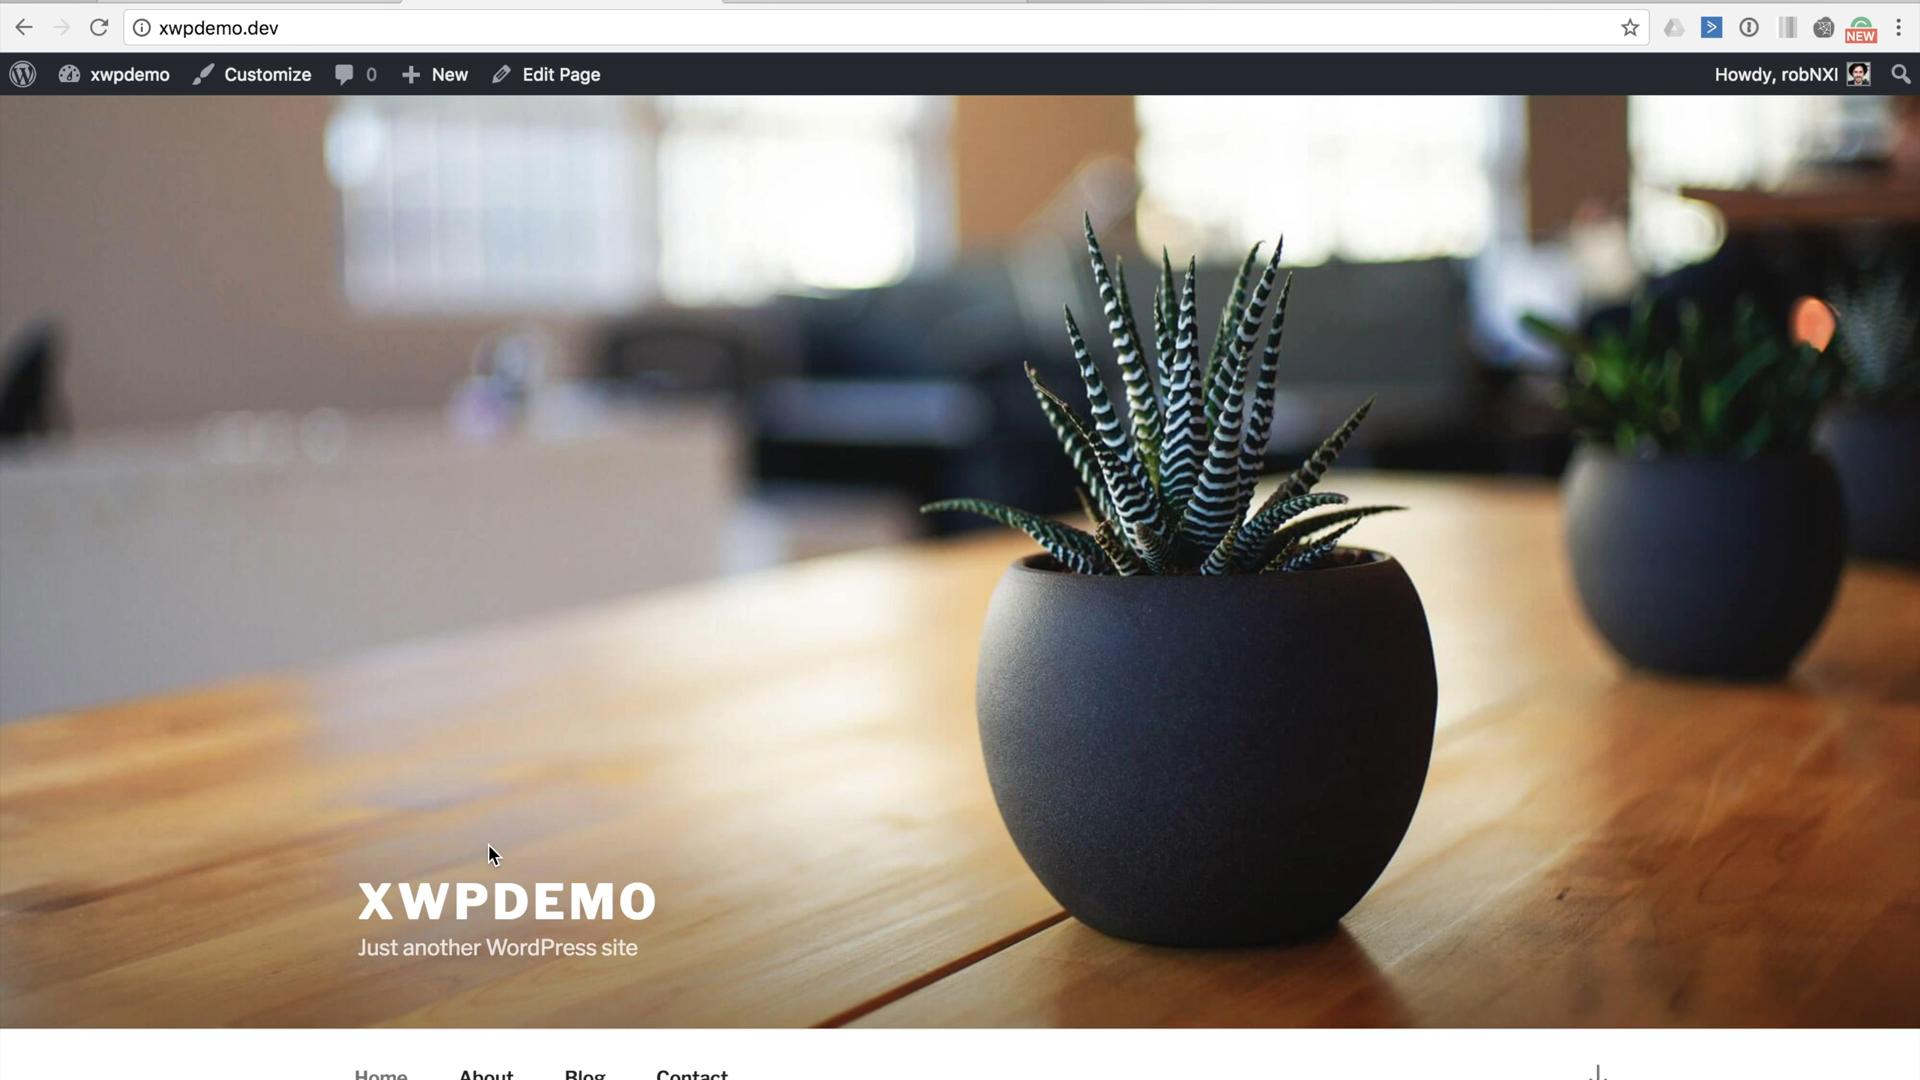 xwpdemo.dev
NEW
xwpdemo
Customize
0
New
Edit Page
Howdy, robNXI
XWPDEMO
Just another WordPress site
Home
About
Blog
Contact